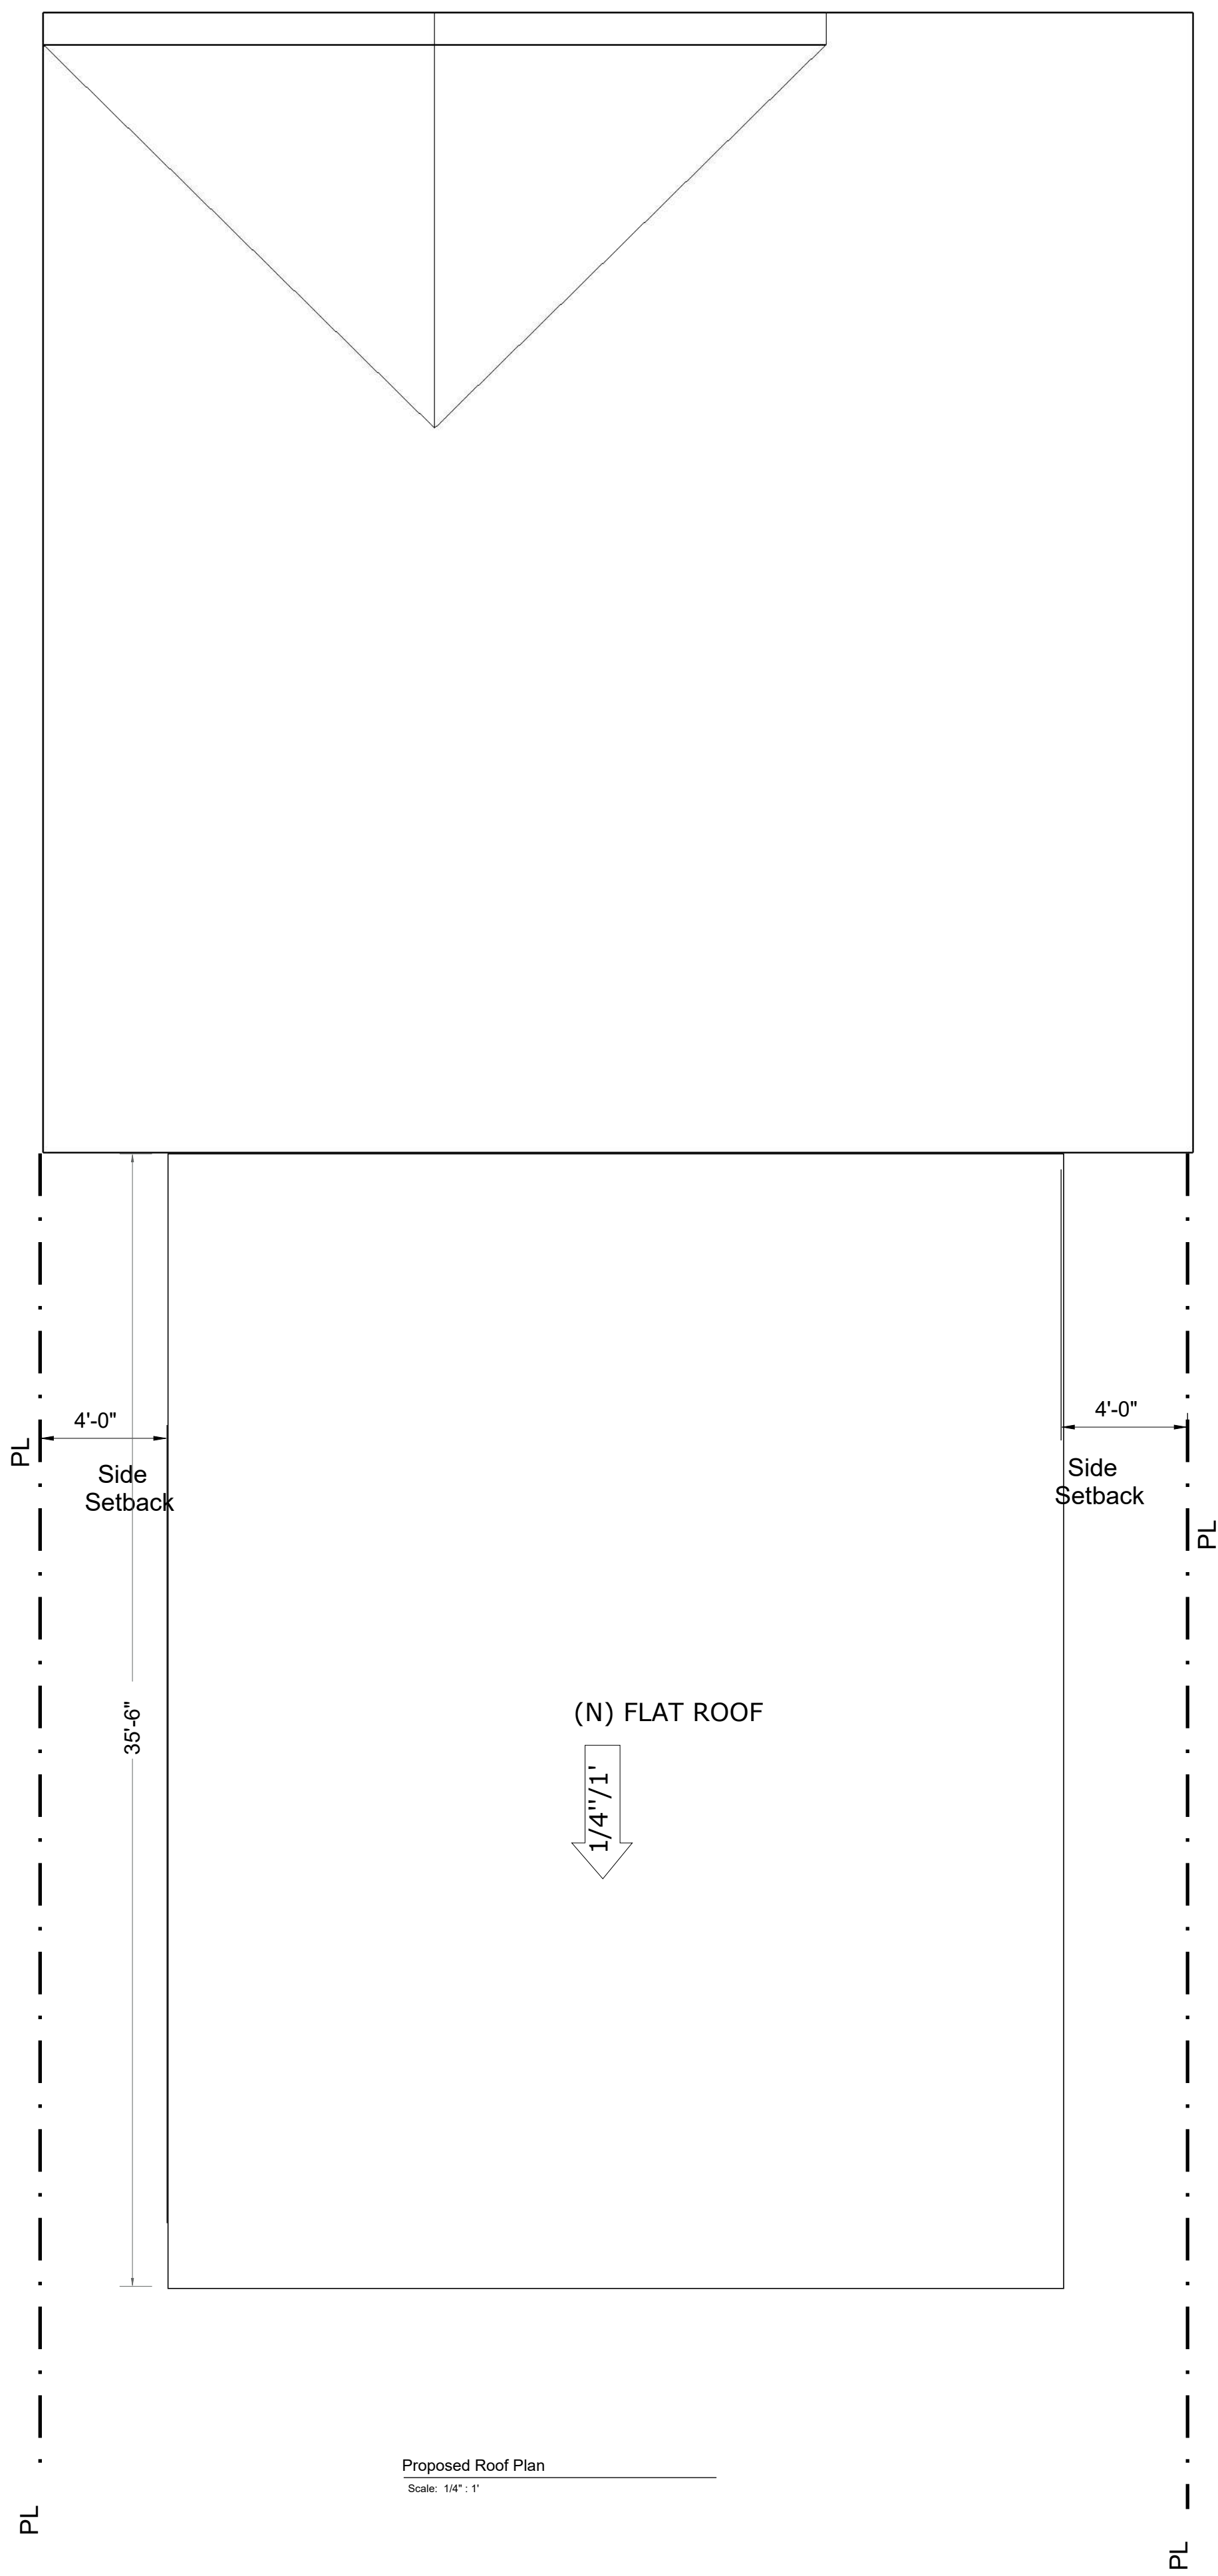 4'-0"
4'-0"
PL
Side
Setback
Side
Setback
PL
35'-6"
(N) FLAT ROOF
1/4"/1'
Proposed Roof Plan
Scale: 1/4" : 1'
PL
PL